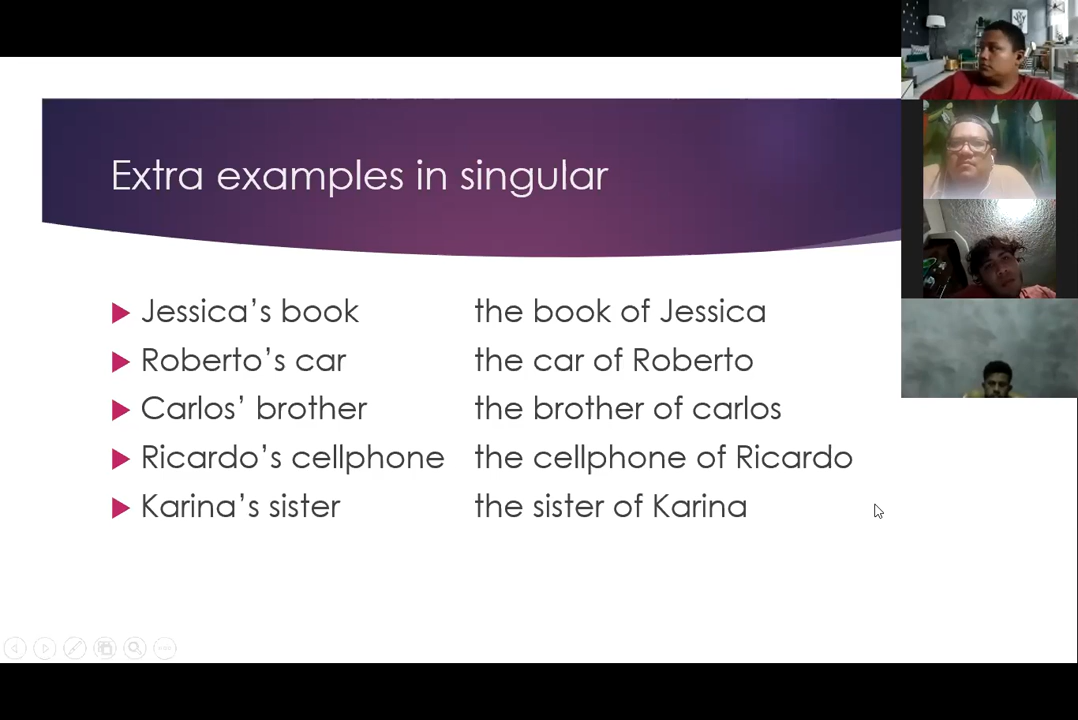 Extra examples in singular
Jessica’s book the book of Jessica
Roberto’s car the car of Roberto
Carlos’ brother the brother of carlos
Ricardo’s cellphone the cellphone of Ricardo
Karina’s sister the sister of Karina